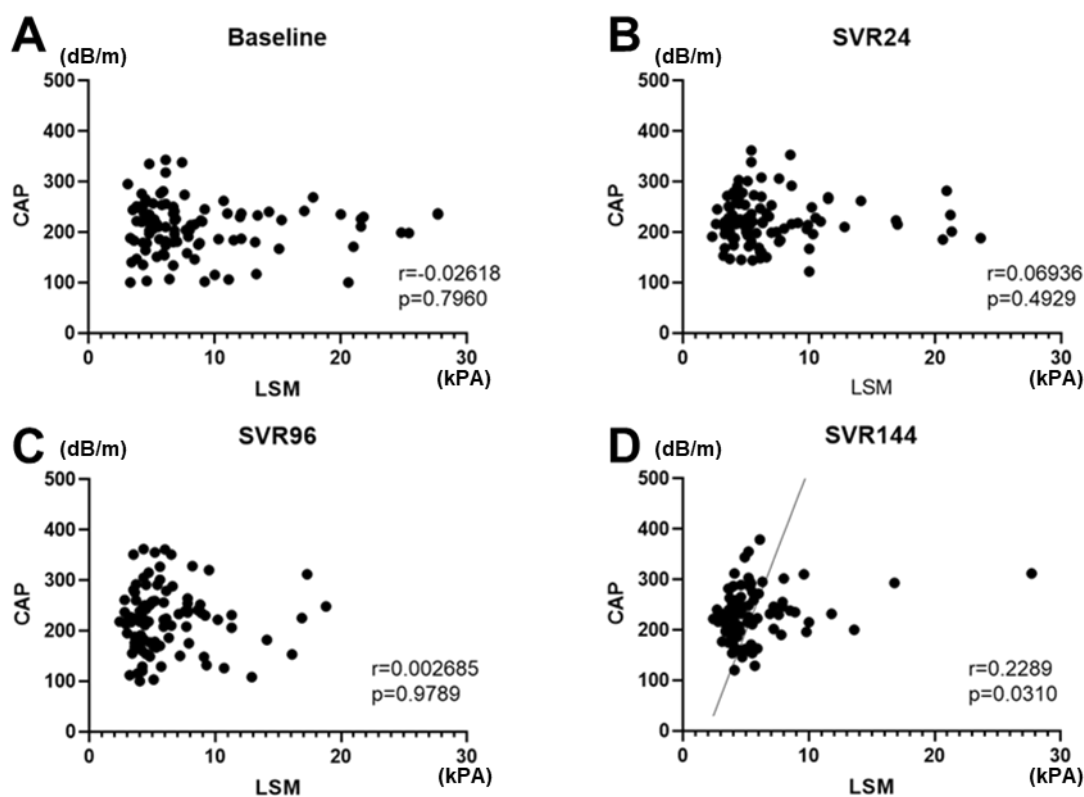 A
(dB/m)
Baseline
500
400
300
200
100
0
CAP
r=-0.02618
p=0.7960
0
10
20
30
LSM
(kPA)
B
(dB/m)
SVR24
500
400
300
200
100
0
CAP
r=0.06936
p=0.4929
0
10
20
30
LSM
(kPA)
C
(dB/m)
SVR96
500
400
300
200
100
0
CAP
r=0.002685
p=0.9789
0
10
20
30
LSM
(kPA)
D
(dB/m)
SVR144
500
400
300
200
100
0
CAP
r=0.2289
p=0.0310
0
10
20
30
LSM
(kPA)